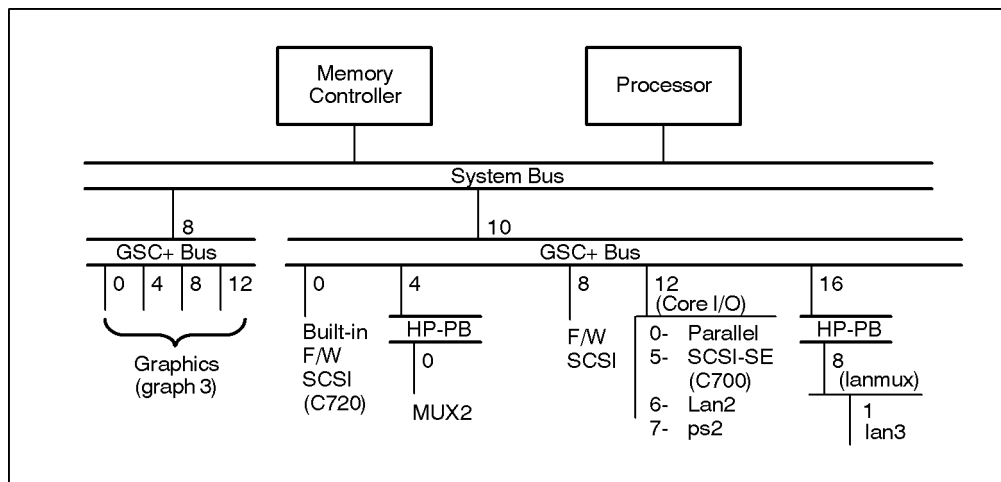 Memory
Controller
Processor
System Bus
8
10
GSC+ Bus
GSC+ Bus
0 4 8 12
Graphics
(graph 3)
0
Built-in
F/W
SCSI
(C720)
4
HP-PB
0
MUX2
8
F/W
SCSI
12
(Core I/O)
0- Parallel
5- SCSI-SE
(C700)
6- Lan2
7- ps2
16
HP-PB
8
(lanmux)
1
lan3